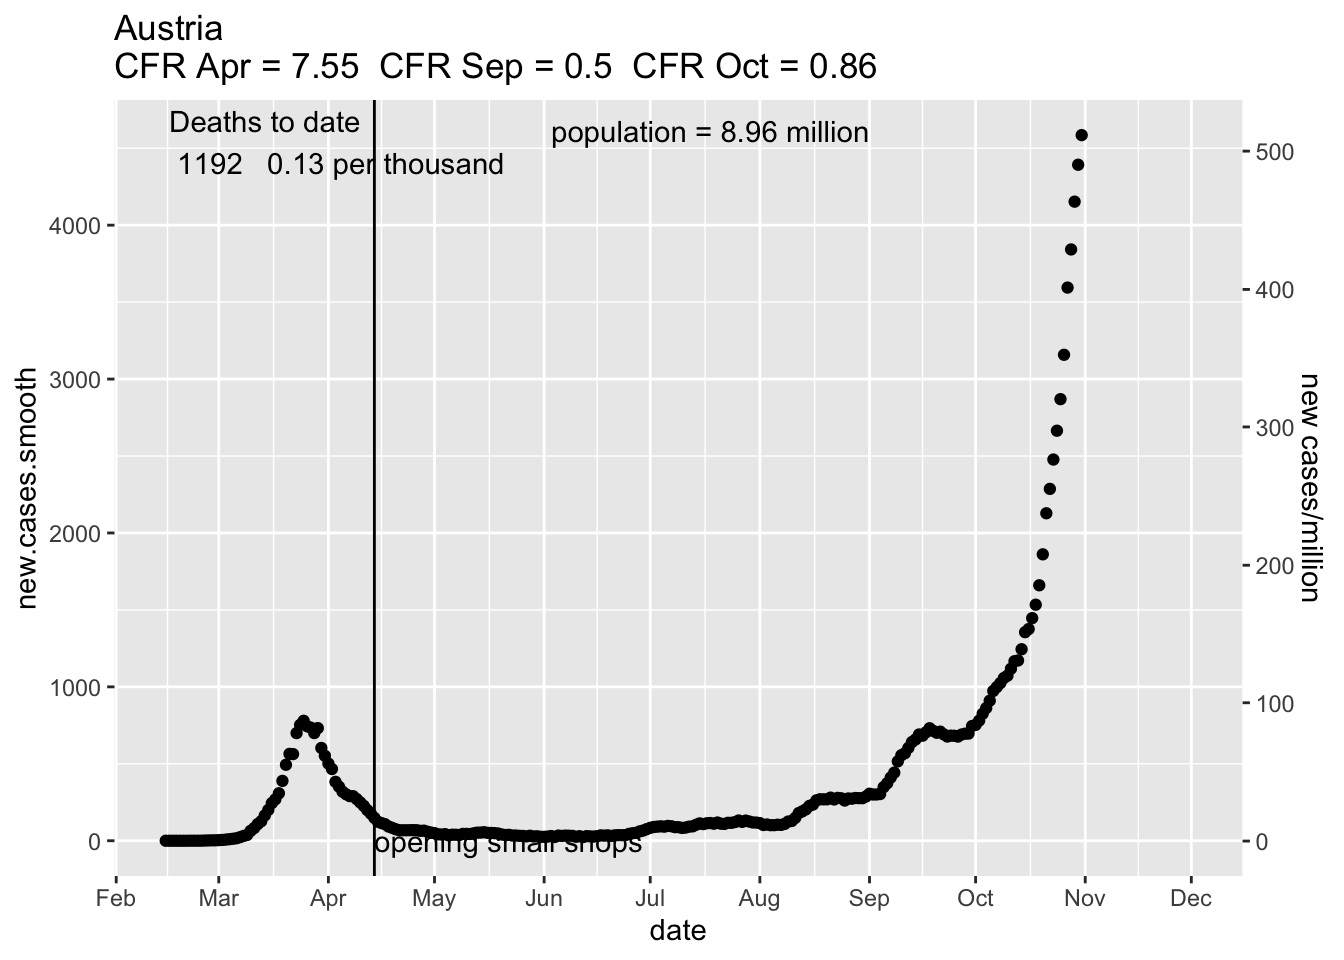 Austria
CFR Apr = 7.55  CFR Sep = 0.5  CFR Oct = 0.86
Deaths to date
1192   0.13 per thousand
population = 8.96 million
new.cases.smooth
4000
3000
2000
1000
0
500
400
300
200
100
0
new cases/million
opening small shops
Feb Mar Apr May Jun Jul Aug Sep Oct Nov Dec
date